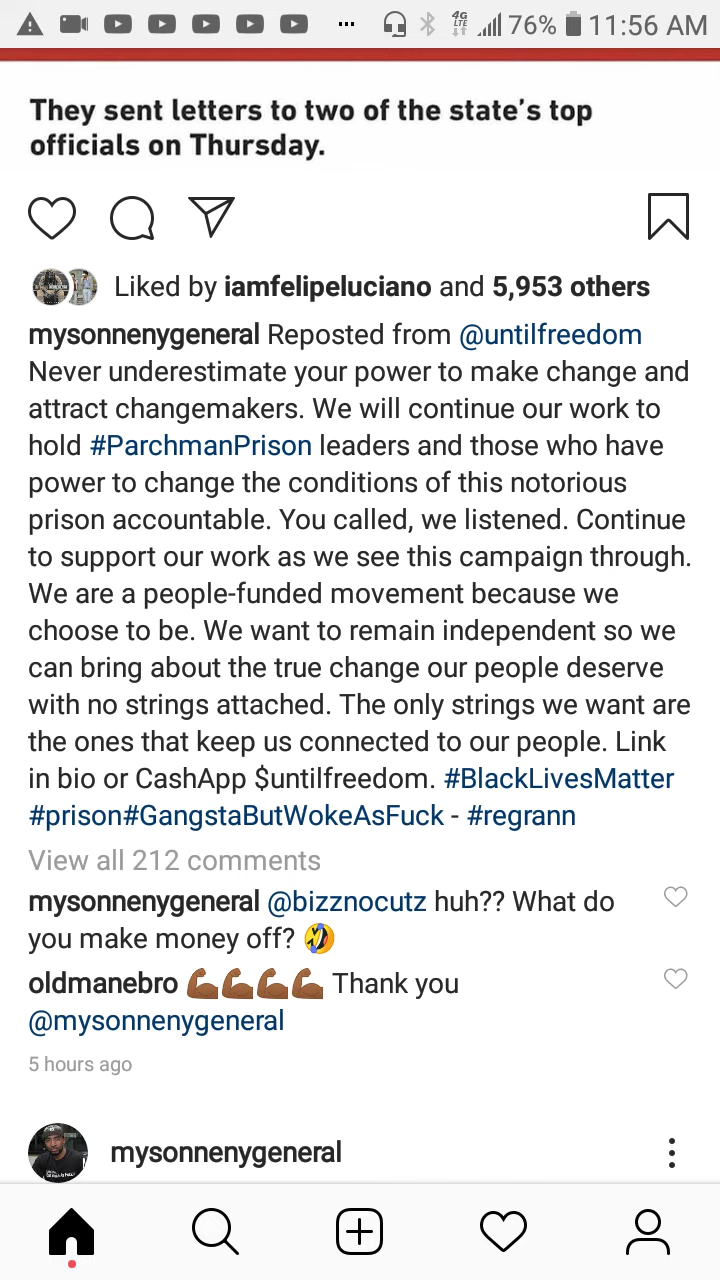 4G
LTE
76%
11:56 AM
They sent letters to two of the state's top
officials on Thursday.
Liked by iamfelipeluciano and 5,953 others
mysonnenygeneral Reposted from @untilfreedom
Never underestimate your power to make change and
attract changemakers. We will continue our work to
hold #ParchmanPrison leaders and those who have
power to change the conditions of this notorious
prison accountable. You called, we listened. Continue
to support our work as we see this campaign through.
We are a people-funded movement because we
choose to be. We want to remain independent so we
can bring about the true change our people deserve
with no strings attached. The only strings we want are
the ones that keep us connected to our people. Link
in bio or CashApp $untilfreedom. #BlackLivesMatter
#prison#GangstaButWokeAsFuck - #regrann
View all 212 comments
mysonnenygeneral @bizznocutz huh?? What do
you make money off? 🤣
oldmanebro 💪🏾💪🏾💪🏾💪🏾 Thank you
@mysonnenygeneral
5 hours ago
mysonnenygeneral